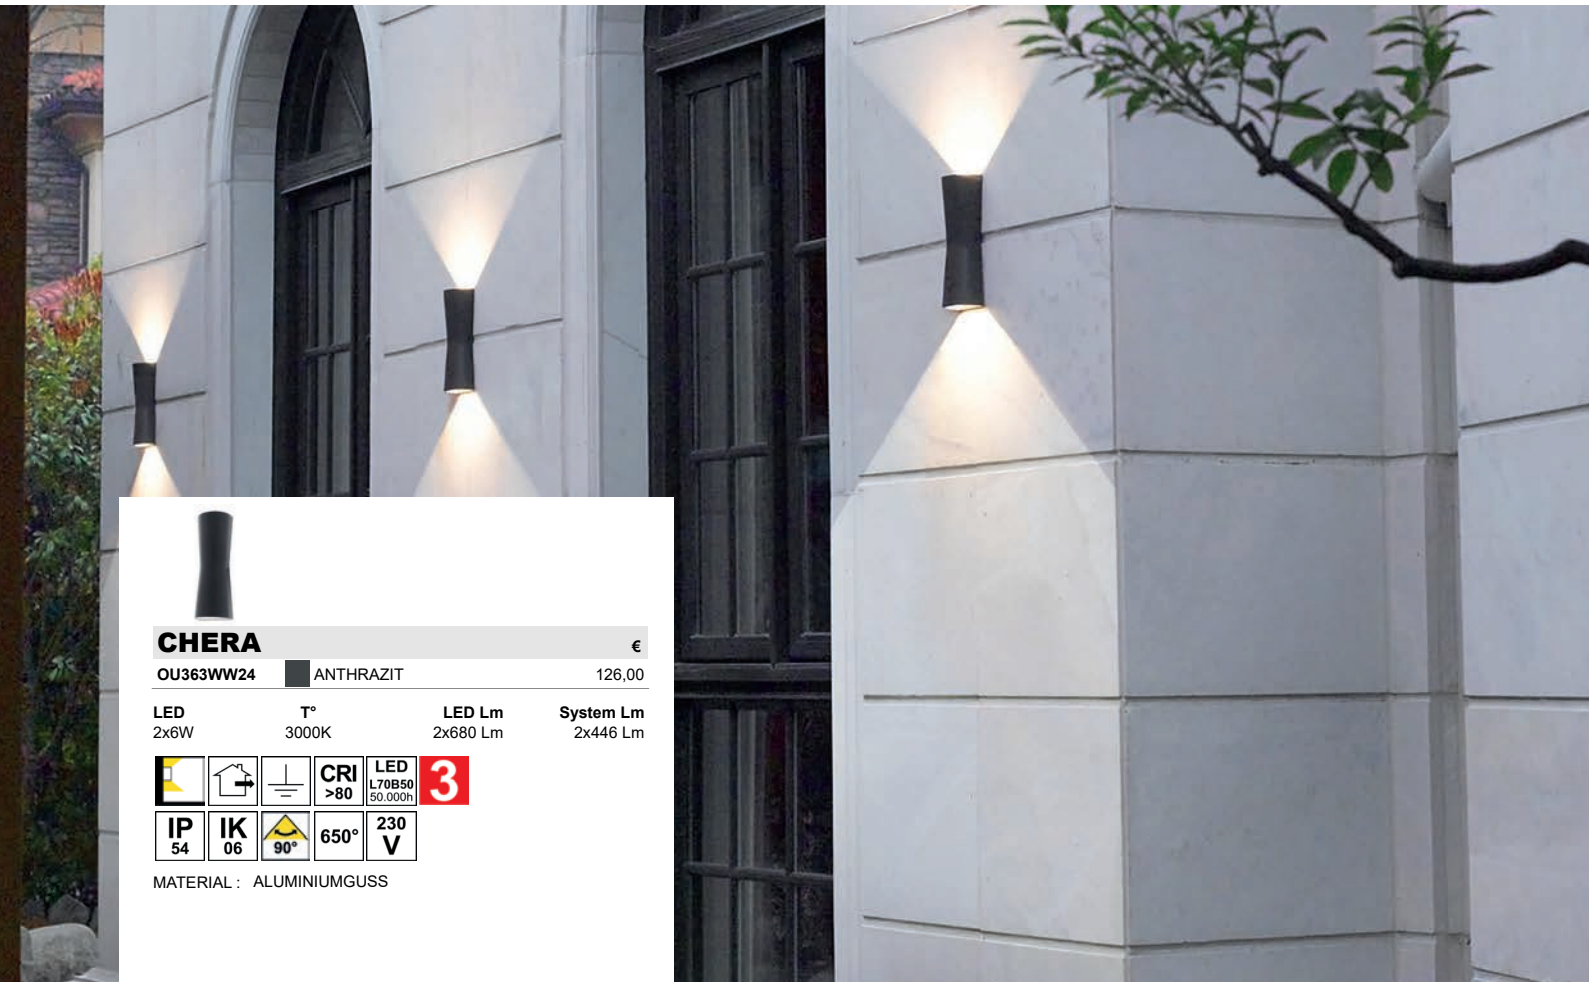 CHERA €
OU363WW24 ANTHRAZIT 126,00
LED T° LED Lm System Lm
2x6W 3000K 2x680 Lm 2x446 Lm
CRI >80
LED L70B50 50.000h
3
IP 54
IK 06
90°
650°
230 V
MATERIAL : ALUMINIUMGUSS